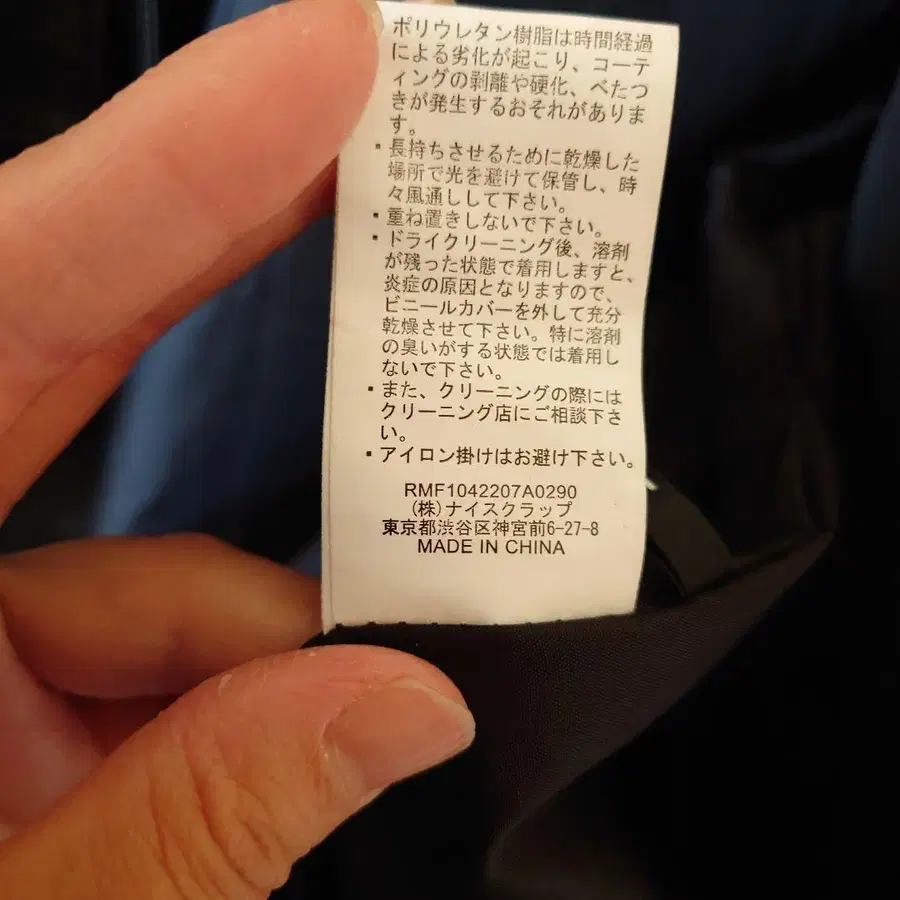 ポリウレタン樹脂は時間経過
による劣化が起こり、コーテ
ィングの剥離や硬化、べたつ
きが発生するおそれがありま
す。
▪長持ちさせるために乾燥した
場所で光を避けて保管し、時
々風通しして下さい。
▪重ね置きしないで下さい。
▪ドライクリーニング後、溶剤
が残った状態で着用しますと、
炎症の原因となりますので、
ビニールカバーを外して充分
乾燥させて下さい。特に溶剤
の臭いがする状態では着用し
ないで下さい。
▪また、クリーニングの際には
クリーニング店にご相談下さ
い。
▪アイロン掛けはお避け下さい。
RMF1042207A0290
(株)ナイスクラップ
東京都渋谷区神宮前6-27-8
MADE IN CHINA